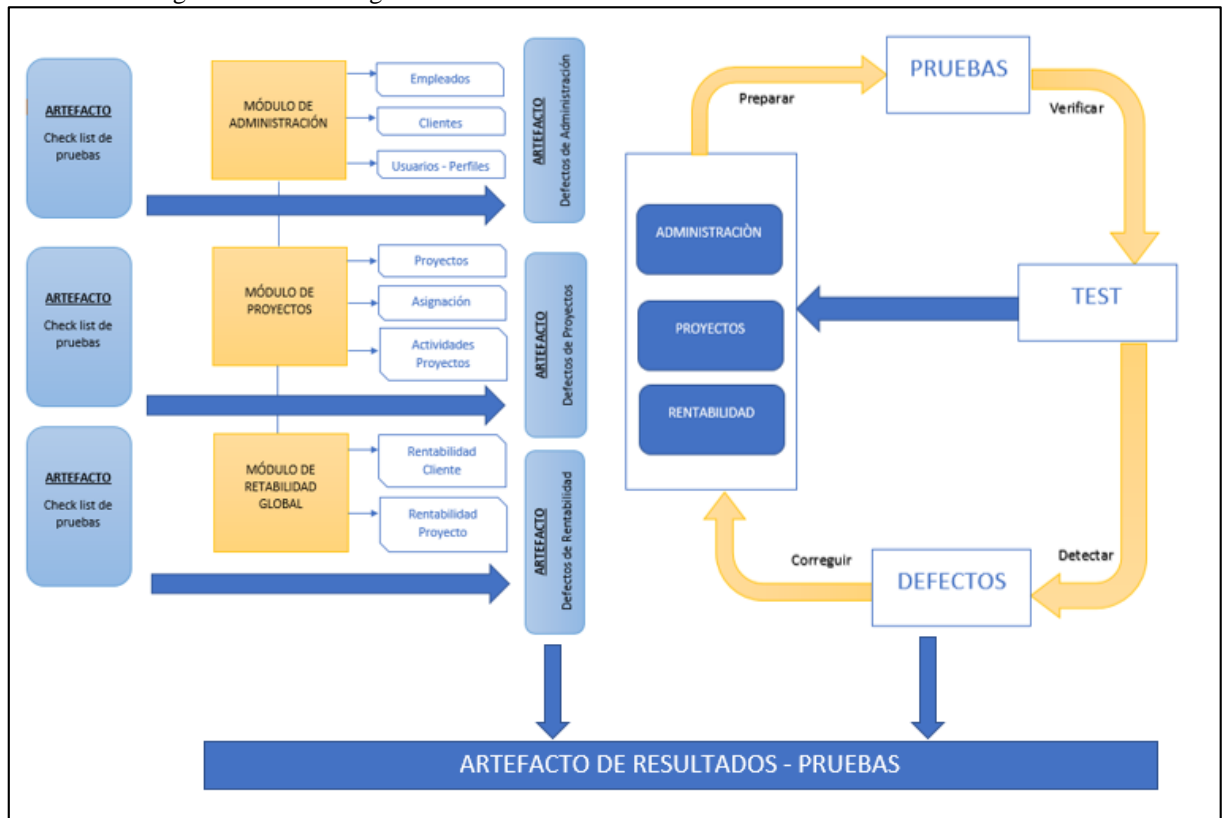 ARTEFACTO
Check list de
pruebas
MÓDULO DE
ADMINISTRACIÓN
Empleados
Clientes
Usuarios - Perfiles
ARTEFACTO
Defectos de Administración
ARTEFACTO
Check list de
pruebas
MÓDULO DE
PROYECTOS
Proyectos
Asignación
Actividades
Proyectos
ARTEFACTO
Defectos de Proyectos
ARTEFACTO
Check list de
pruebas
MÓDULO DE
RETABILIDAD
GLOBAL
Rentabilidad
Cliente
Rentabilidad
Proyecto
ARTEFACTO
Defectos de Rentabilidad
PRUEBAS
Preparar
Verificar
ADMINISTRACIÒN
TEST
PROYECTOS
RENTABILIDAD
Correguir
Detectar
DEFECTOS
ARTEFACTO DE RESULTADOS - PRUEBAS